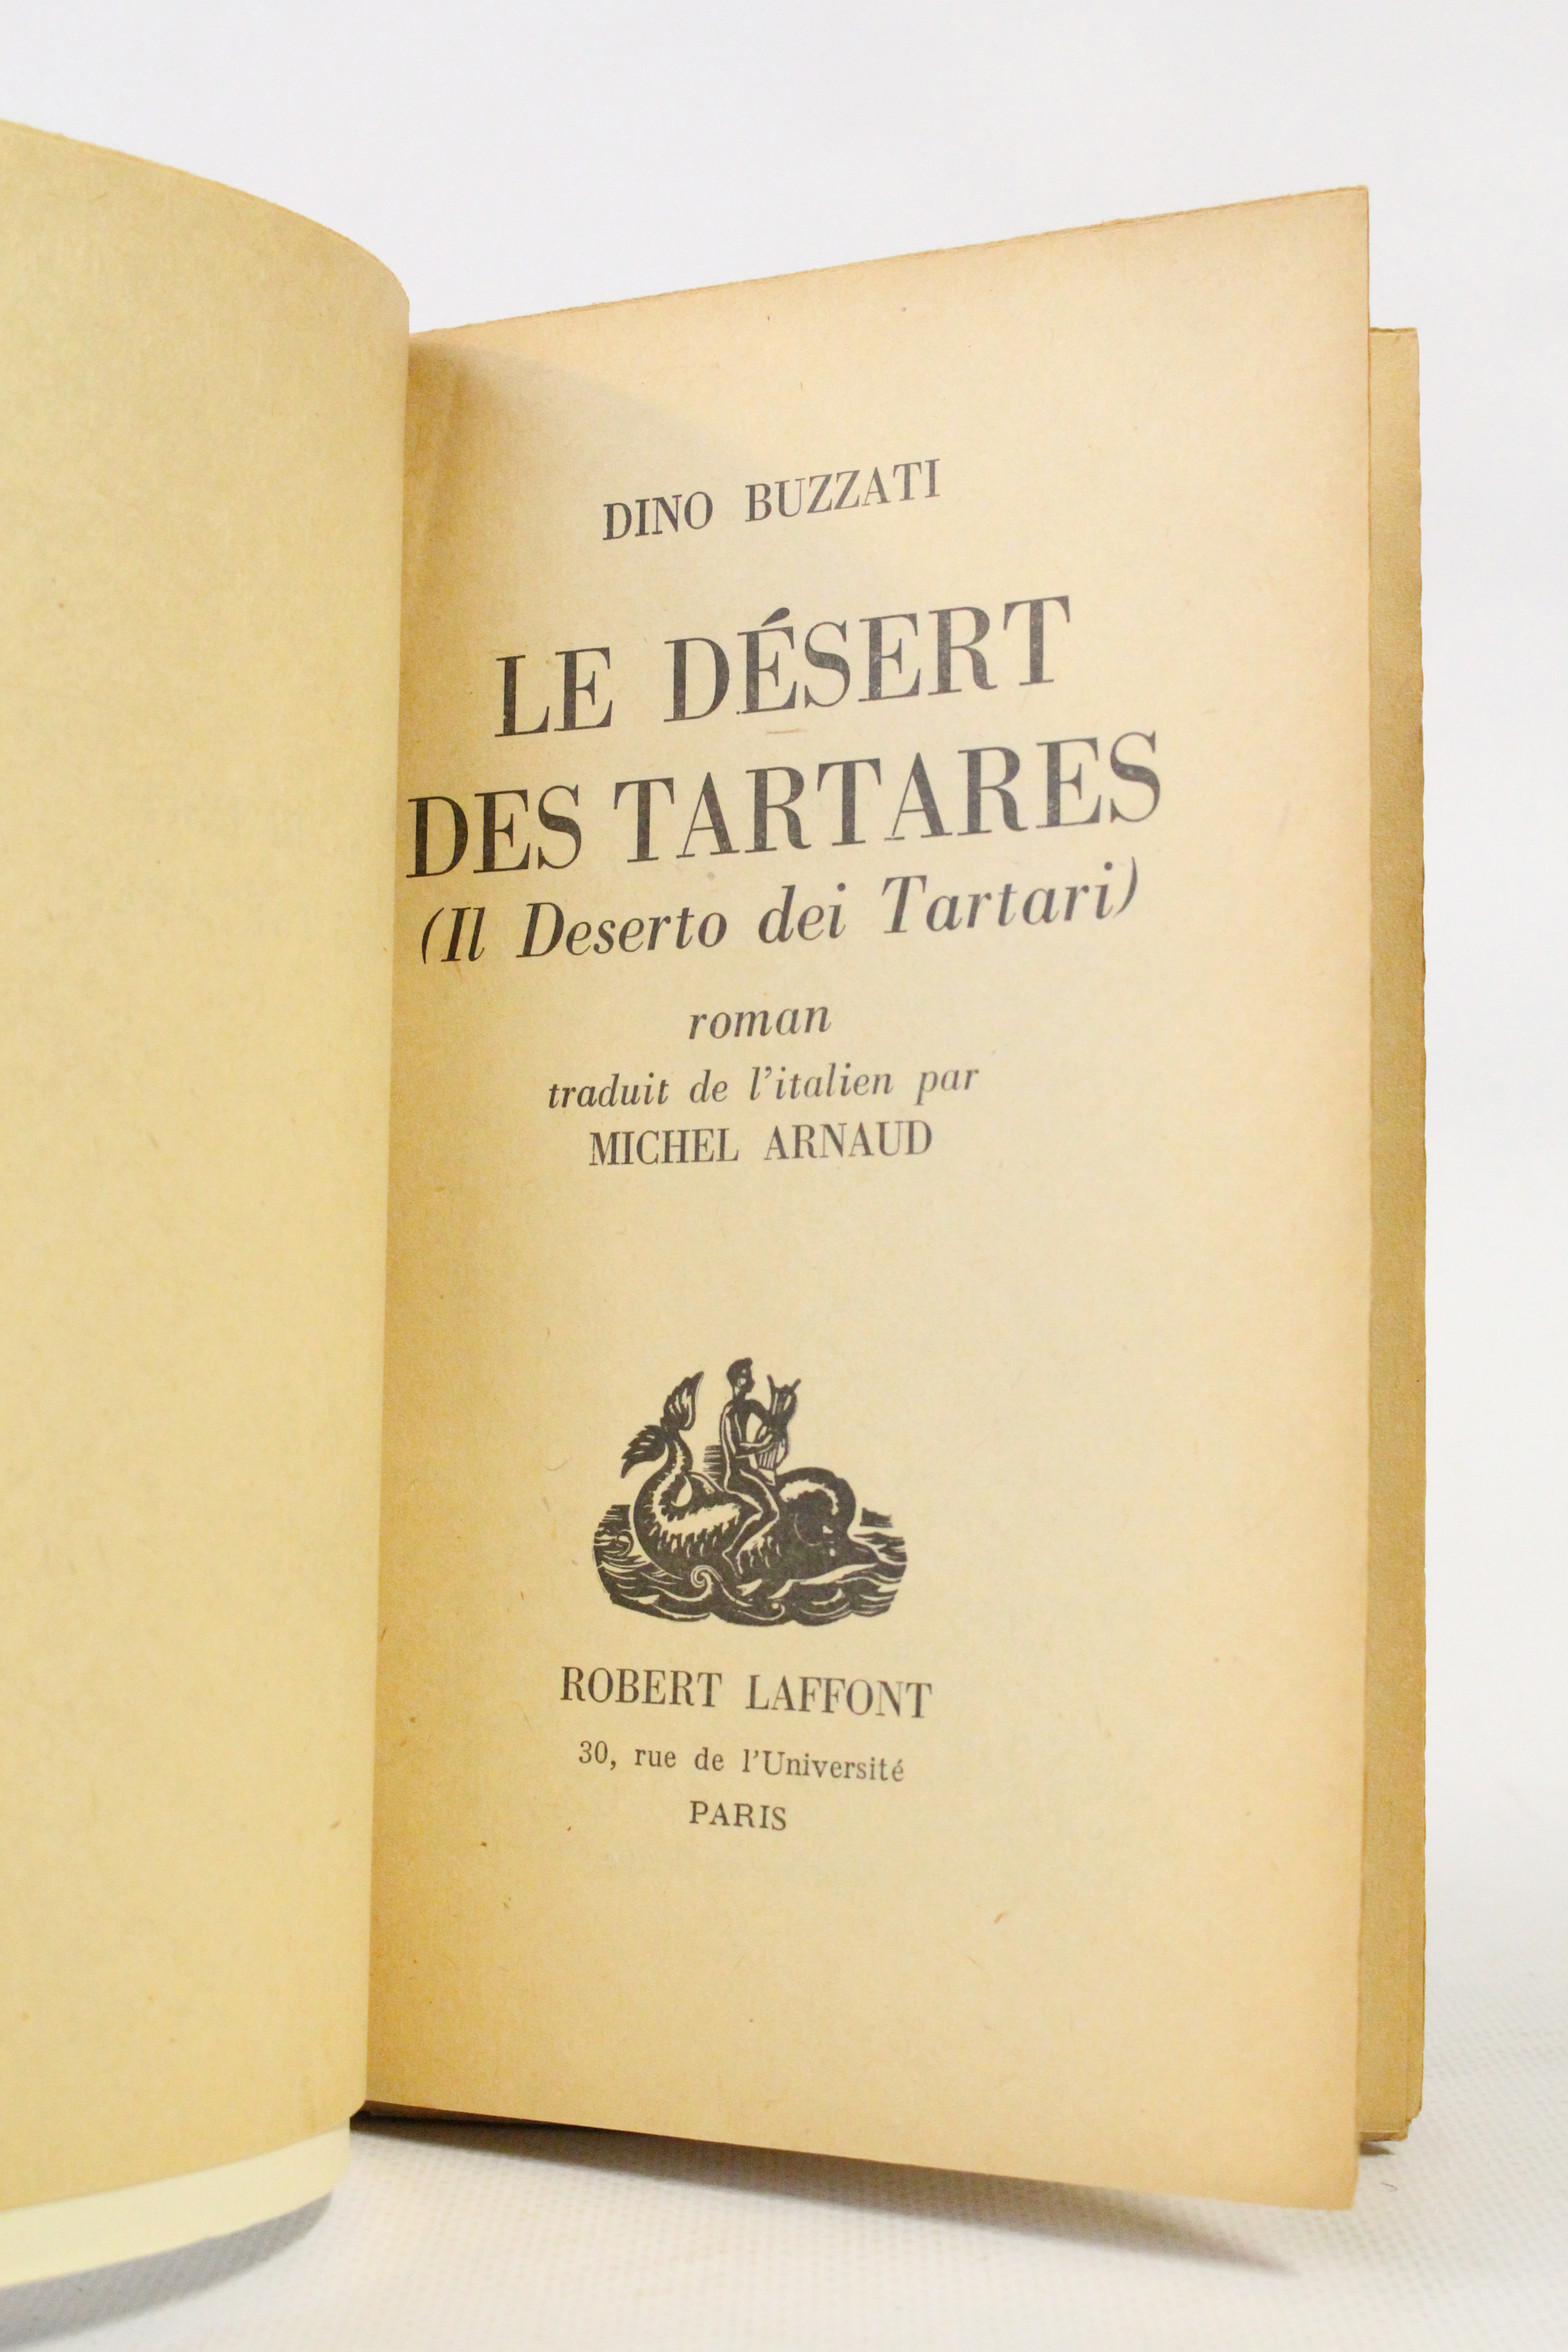 DINO BUZZATI
LE DÉSERT
DES TARTARES
(Il Deserto dei Tartari)
roman
traduit de l'italien par
MICHEL ARNAUD
ROBERT LAFFONT
30, rue de l'Université
PARIS